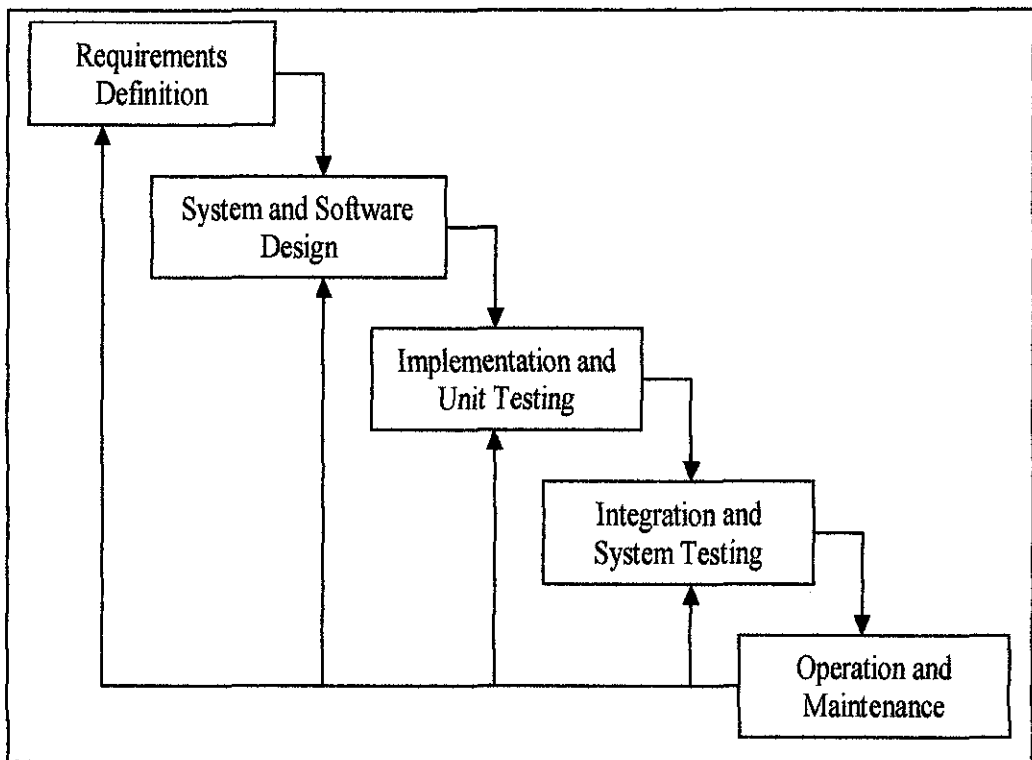 Requirements
Definition
System and Software
Design
Implementation and
Unit Testing
Integration and
System Testing
Operation and
Maintenance